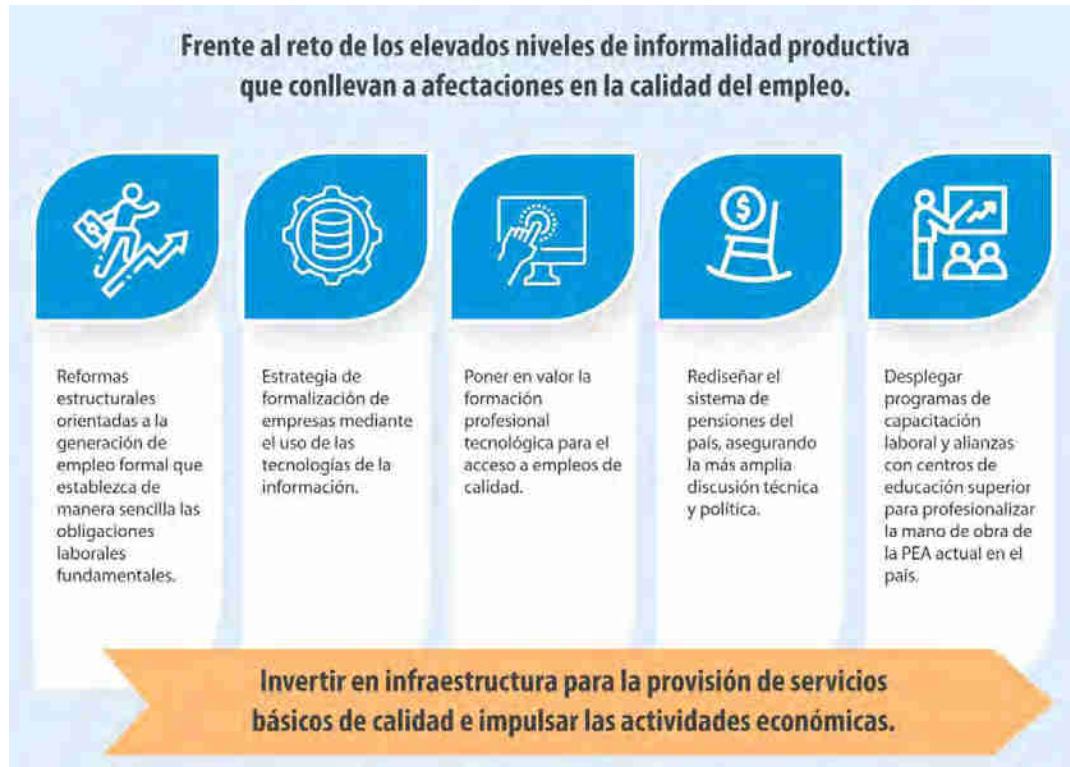 Frente al reto de los elevados niveles de informalidad productiva
que conllevan a afectaciones en la calidad del empleo.
Reformas
estructurales
orientadas a la
generación de
empleo formal que
establezca de
manera sencilla las
obligaciones
laborales
fundamentales.
Estrategia de
formalización de
empresas mediante
el uso de las
tecnologías de la
información.
Poner en valor la
formación
profesional
tecnológica para el
acceso a empleos de
calidad.
Rediseñar el
sistema de
pensiones del
país, asegurando
la más amplia
discusión técnica
y política.
Desplegar
programas de
capacitación
laboral y alianzas
con centros de
educación superior
para profesionalizar
la mano de obra de
la PEA actual en el
país.
Invertir en infraestructura para la provisión de servicios
básicos de calidad e impulsar las actividades económicas.